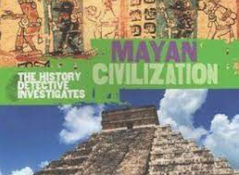 MAYAN
CIVILIZATION
THE HISTORY
DETECTIVE
INVESTIGATES